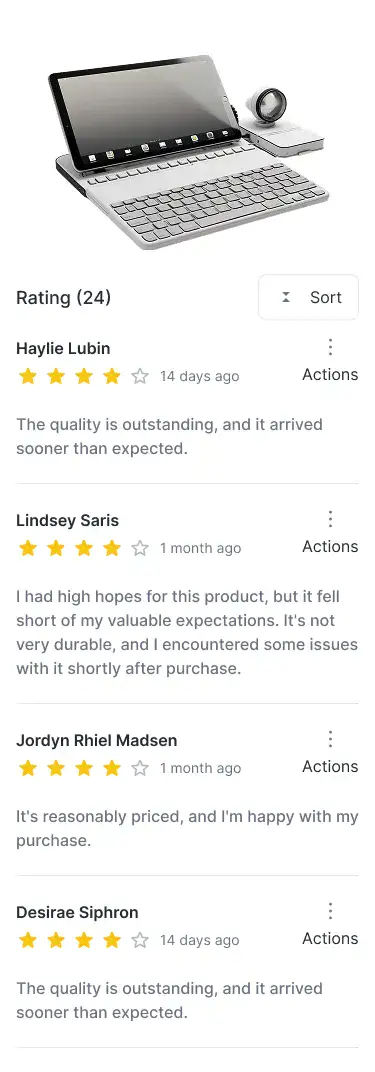 Rating (24)
Sort
Haylie Lubin
14 days ago
Actions
The quality is outstanding, and it arrived
sooner than expected.
Lindsey Saris
1 month ago
Actions
I had high hopes for this product, but it fell
short of my valuable expectations. It's not
very durable, and I encountered some issues
with it shortly after purchase.
Jordyn Rhiel Madsen
1 month ago
Actions
It's reasonably priced, and I'm happy with my
purchase.
Desirae Siphron
14 days ago
Actions
The quality is outstanding, and it arrived
sooner than expected.